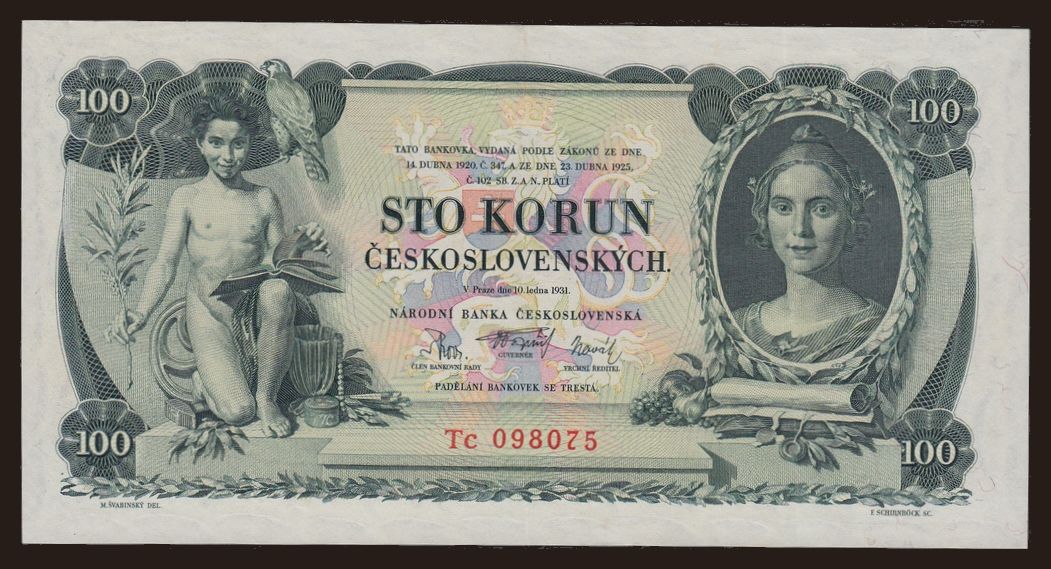 100
100
TATO BANKOVKA, VYDANÁ PODLE ZÁKONŮ ZE DNE
14. DUBNA 1920, Č. 347, A ZE DNE 23. DUBNA 1925,
Č. 102 SB. Z. A N., PLATÍ
STO KORUN
ČESKOSLOVENSKÝCH.
V Praze dne 10. ledna 1931.
NÁRODNÍ BANKA ČESKOSLOVENSKÁ
ČLEN BANKOVNÍ RADY GUVERNÉR VRCHNÍ ŘEDITEL
PADĚLÁNÍ BANKOVEK SE TRESTÁ.
Tc 098075
100
100
M. ŠVABINSKÝ DEL.
F. SCHIRNBÖCK SC.